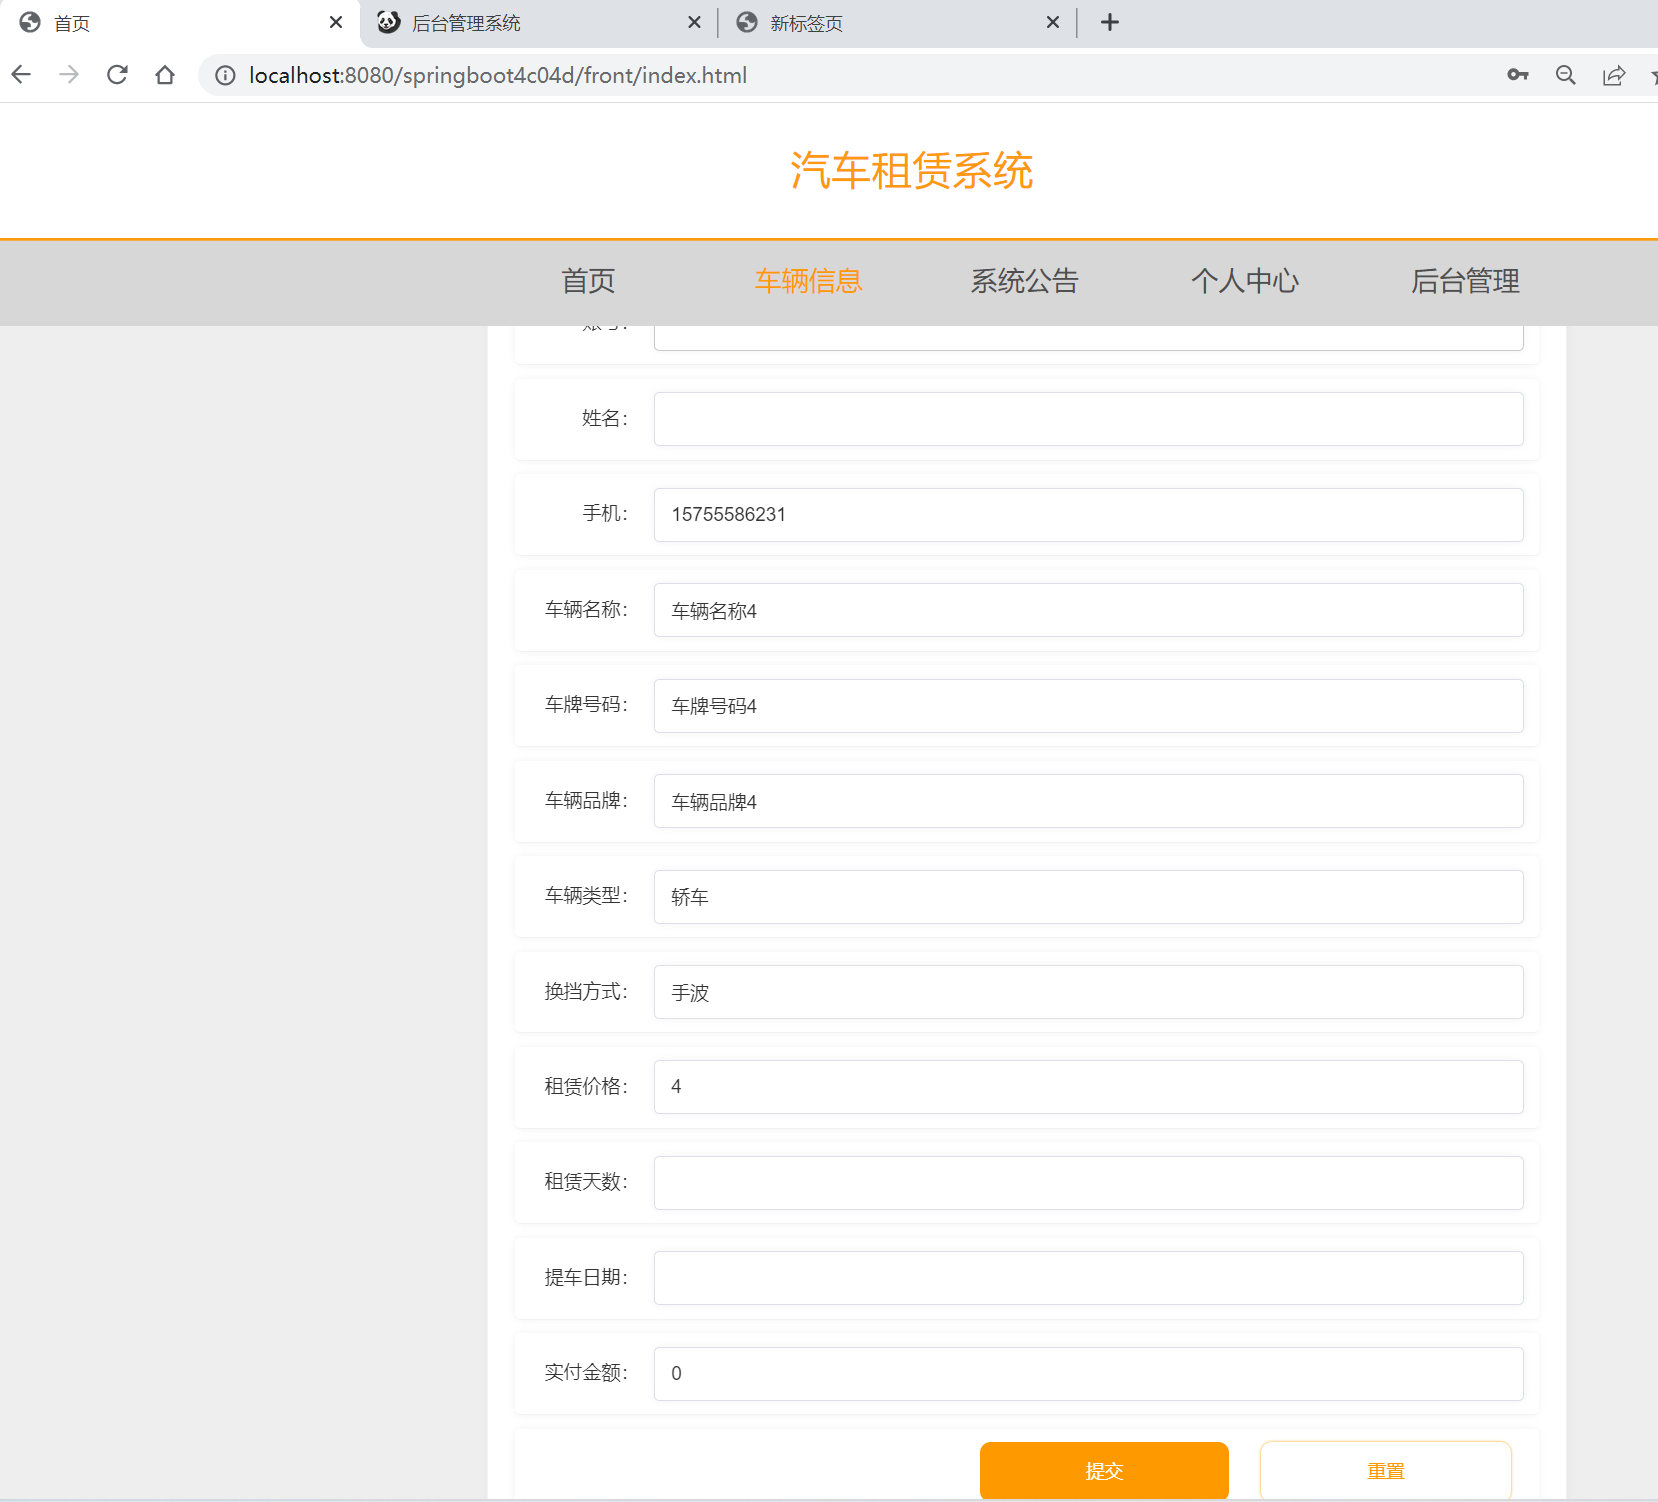 首页
后台管理系统
新标签页
localhost:8080/springboot4c04d/front/index.html
汽车租赁系统
首页 车辆信息 系统公告 个人中心 后台管理
姓名：
手机： 15755586231
车辆名称： 车辆名称4
车牌号码： 车牌号码4
车辆品牌： 车辆品牌4
车辆类型： 轿车
换挡方式： 手波
租赁价格： 4
租赁天数：
提车日期：
实付金额： 0
提交 重置